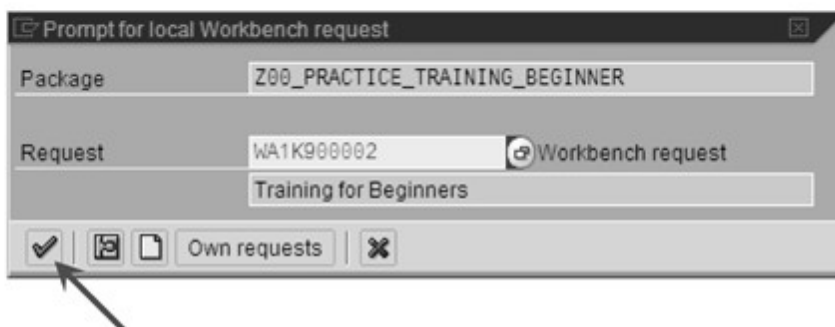 Prompt for local Workbench request
Package Z00_PRACTICE_TRAINING_BEGINNER
Request WA1K900002 Workbench request
Training for Beginners
Own requests